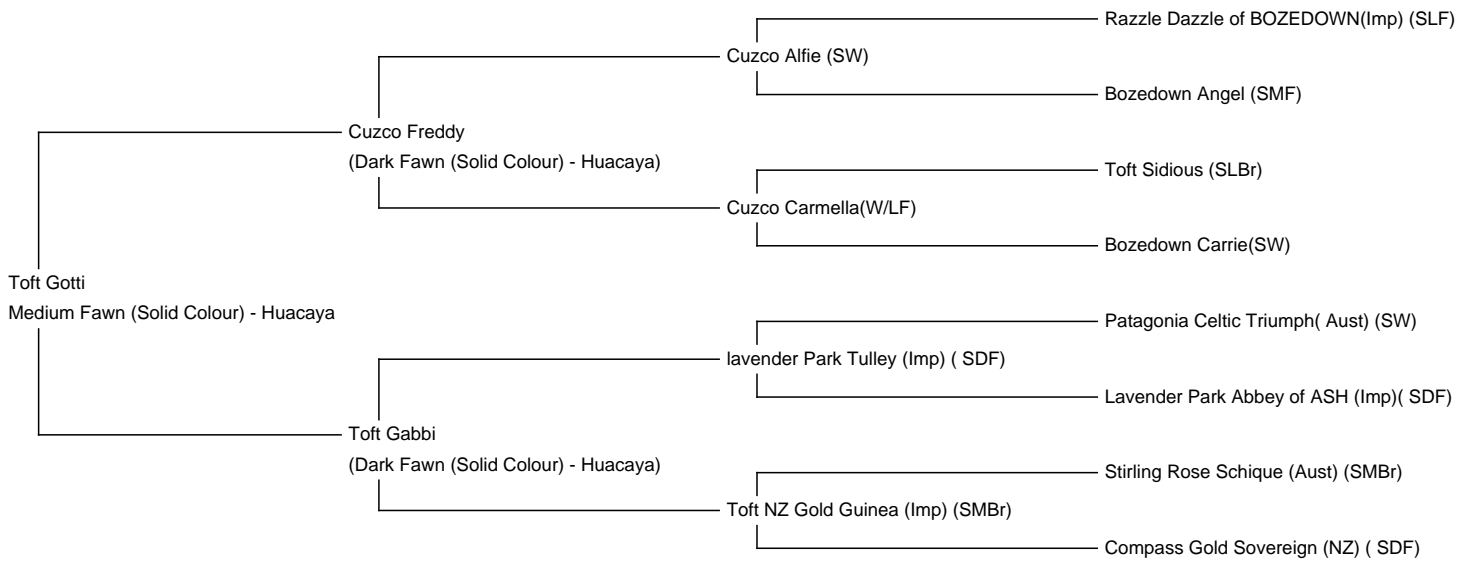 Razzle Dazzle of BOZEDOWN(Imp) (SLF)
Cuzco Alfie (SW)
Bozedown Angel (SMF)
Cuzco Freddy
(Dark Fawn (Solid Colour) - Huacaya)
Toft Sidious (SLBr)
Cuzco Carmella(W/LF)
Bozedown Carrie(SW)
Toft Gotti
Medium Fawn (Solid Colour) - Huacaya
Patagonia Celtic Triumph( Aust) (SW)
lavender Park Tulley (Imp) ( SDF)
Lavender Park Abbey of ASH (Imp)( SDF)
Toft Gabbi
(Dark Fawn (Solid Colour) - Huacaya)
Stirling Rose Schique (Aust) (SMBr)
Toft NZ Gold Guinea (Imp) (SMBr)
Compass Gold Sovereign (NZ) ( SDF)